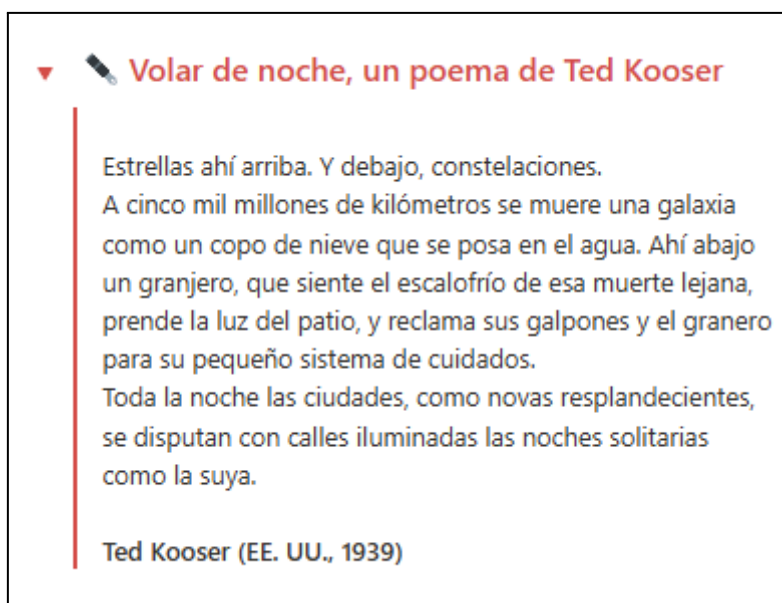 Volar de noche, un poema de Ted Kooser
Estrellas ahí arriba. Y debajo, constelaciones.
A cinco mil millones de kilómetros se muere una galaxia
como un copo de nieve que se posa en el agua. Ahí abajo
un granjero, que siente el escalofrío de esa muerte lejana,
prende la luz del patio, y reclama sus galpones y el granero
para su pequeño sistema de cuidados.
Toda la noche las ciudades, como novas resplandecientes,
se disputan con calles iluminadas las noches solitarias
como la suya.
Ted Kooser (EE. UU., 1939)